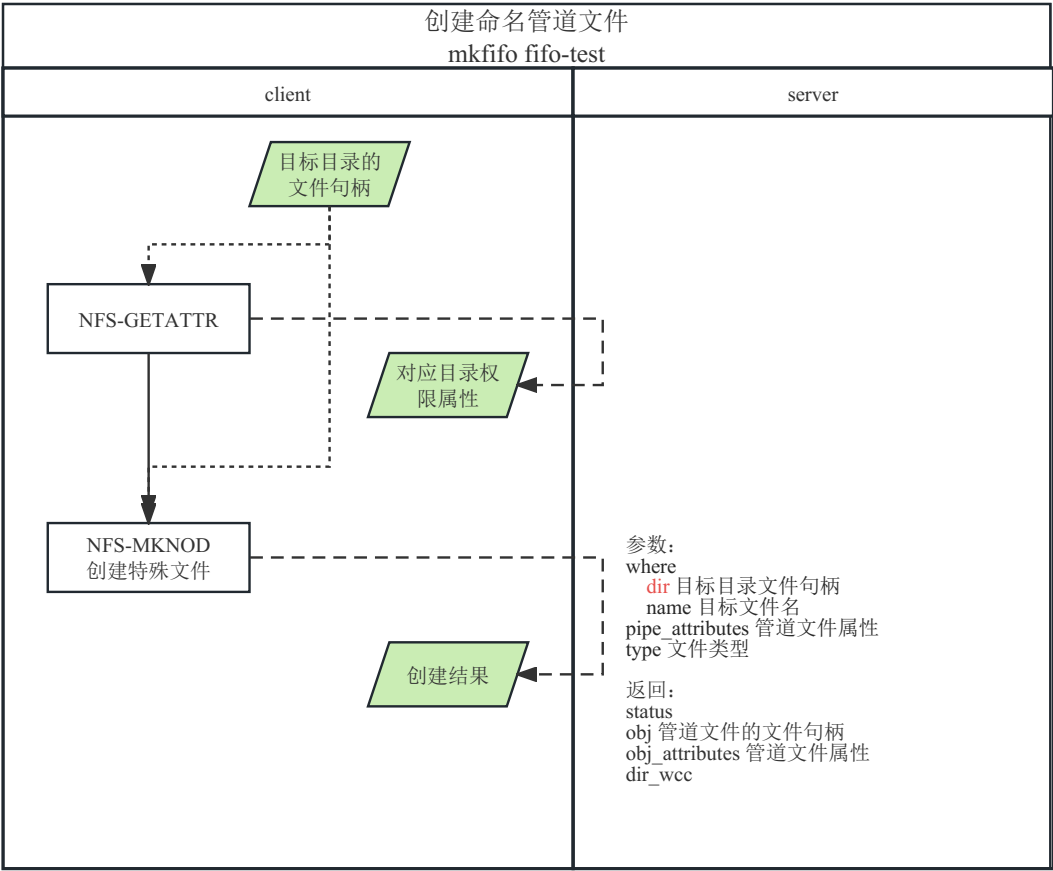 创建命名管道文件
mkfifo fifo-test
client
server
目标目录的
文件句柄
NFS-GETATTR
对应目录权
限属性
NFS-MKNOD
创建特殊文件
创建结果
参数：
where
dir 目标目录文件句柄
name 目标文件名
pipe_attributes 管道文件属性
type 文件类型
返回：
status
obj 管道文件的文件句柄
obj_attributes 管道文件属性
dir_wcc